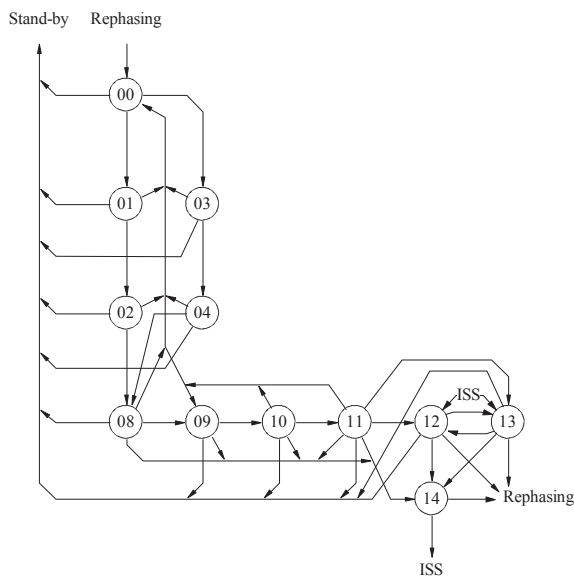 Stand-by Rephasing
00
01 03
02 04
ISS
08 09 10 11 12 13
14 Rephasing
ISS